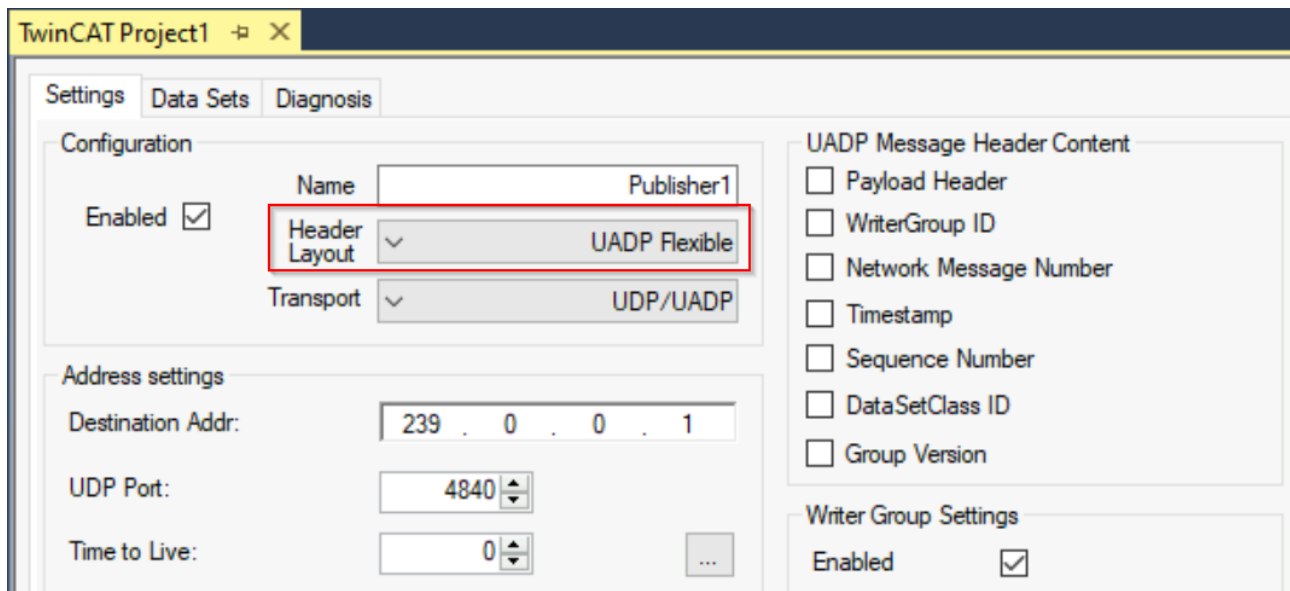 TwinCAT Project1
Settings Data Sets Diagnosis
Configuration
Name Publisher1
Enabled
Header Layout UADP Flexible
Transport UDP/UADP
Address settings
Destination Addr: 239 . 0 . 0 . 1
UDP Port: 4840
Time to Live: 0 ...
UADP Message Header Content
Payload Header
WriterGroup ID
Network Message Number
Timestamp
Sequence Number
DataSetClass ID
Group Version
Writer Group Settings
Enabled